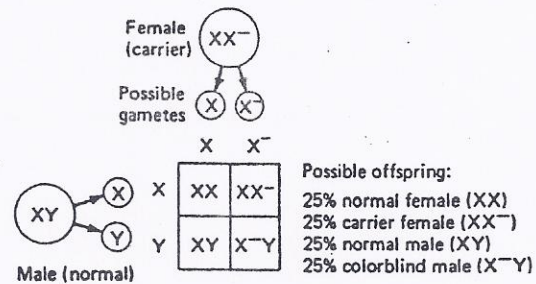 Female
(carrier)
XX⁻
Possible
gametes
X X⁻
X X⁻
XY
X
Y
X XX XX⁻
Y XY X⁻Y
Male (normal)
Possible offspring:
25% normal female (XX)
25% carrier female (XX⁻)
25% normal male (XY)
25% colorblind male (X⁻Y)